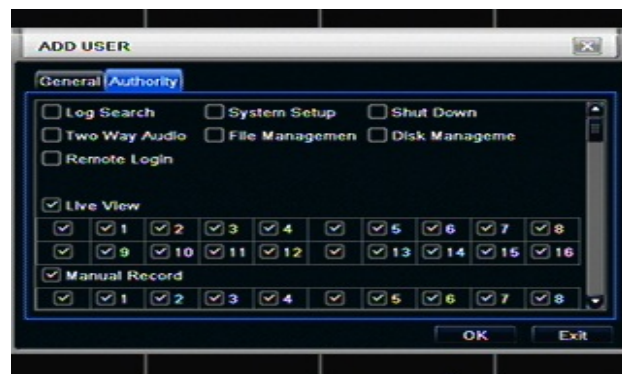 ADD USER
General Authority
Log Search System Setup Shut Down
Two Way Audio File Managemen Disk Manageme
Remote Login
Live View
1 2 3 4 5 6 7 8
9 10 11 12 13 14 15 16
Manual Record
1 2 3 4 5 6 7 8
OK Exit